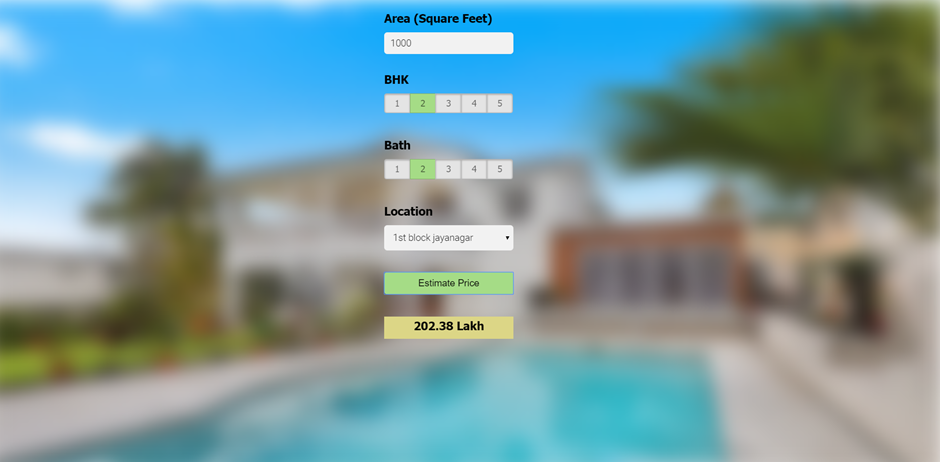 Area (Square Feet)
1000
BHK
1 2 3 4 5
Bath
1 2 3 4 5
Location
1st block jayanagar
Estimate Price
202.38 Lakh